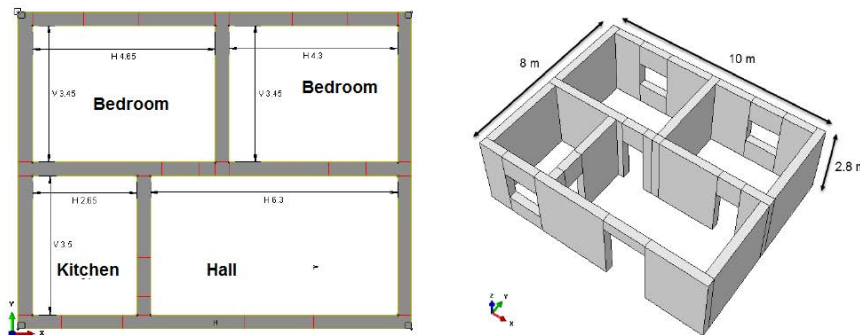 H 4.65
H 4.3
V 3.45
Bedroom
V 3.45
Bedroom
H 2.65
H 6.3
V 3.5
Kitchen
Hall
H
Y
X
8 m
10 m
2.8 m
Z
Y
X